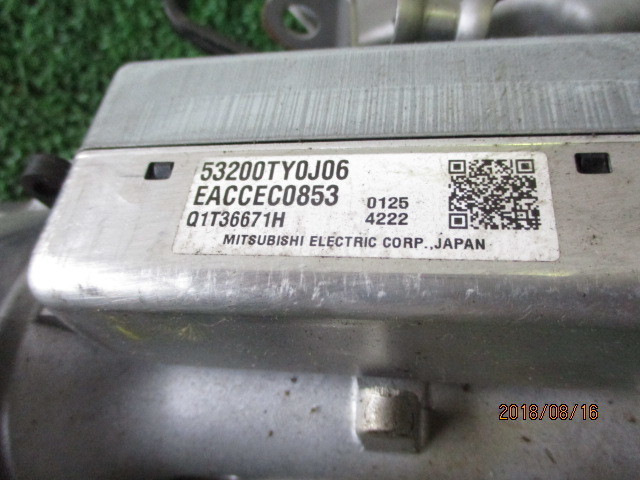 53200TY0J06
EACCEC0853 0125
Q1T36671H 4222
MITSUBISHI ELECTRIC CORP.,JAPAN
2018/08/16